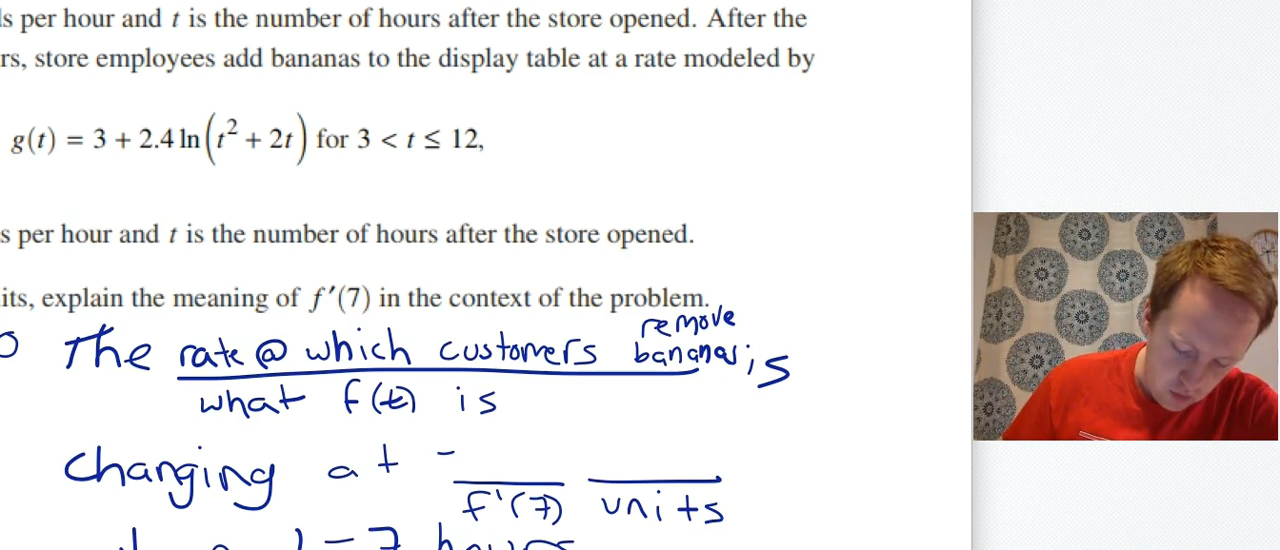 ls per hour and t is the number of hours after the store opened. After the
rs, store employees add bananas to the display table at a rate modeled by
g(t) = 3 + 2.4 ln(t² + 2t) for 3 < t ≤ 12,
s per hour and t is the number of hours after the store opened.
its, explain the meaning of f′(7) in the context of the problem.
remove
The rate @ which customers bananas is
what f(t) is
changing at -
f'(7) units
t = 7 hours